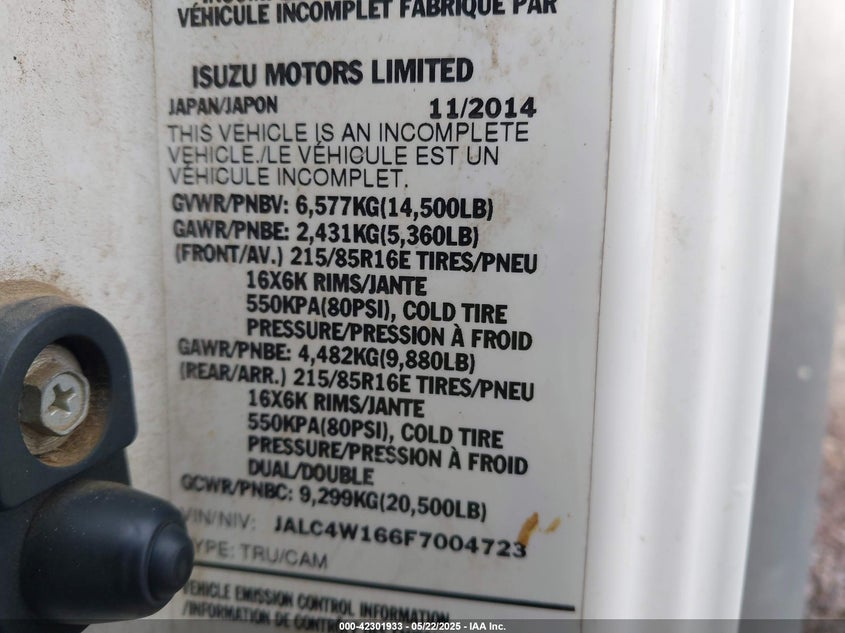 VÉHICULE INCOMPLET FABRIQUÉ PAR
ISUZU MOTORS LIMITED
JAPAN/JAPON 11/2014
THIS VEHICLE IS AN INCOMPLETE
VEHICLE./LE VÉHICULE EST UN
VÉHICULE INCOMPLET.
GVWR/PNBV: 6,577KG(14,500LB)
GAWR/PNBE: 2,431KG(5,360LB)
(FRONT/AV.) 215/85R16E TIRES/PNEU
16X6K RIMS/JANTE
550KPA(80PSI), COLD TIRE
PRESSURE/PRESSION À FROID
GAWR/PNBE: 4,482KG(9,880LB)
(REAR/ARR.) 215/85R16E TIRES/PNEU
16X6K RIMS/JANTE
550KPA(80PSI), COLD TIRE
PRESSURE/PRESSION À FROID
DUAL/DOUBLE
GCWR/PNBC: 9,299KG(20,500LB)
VIN/NIV: JALC4W166F7004723
TRU/CAM
VEHICLE EMISSION CONTROL INFORMATION
/INFORMATION DE
000-42301933 - 05/22/2025 - IAA Inc.